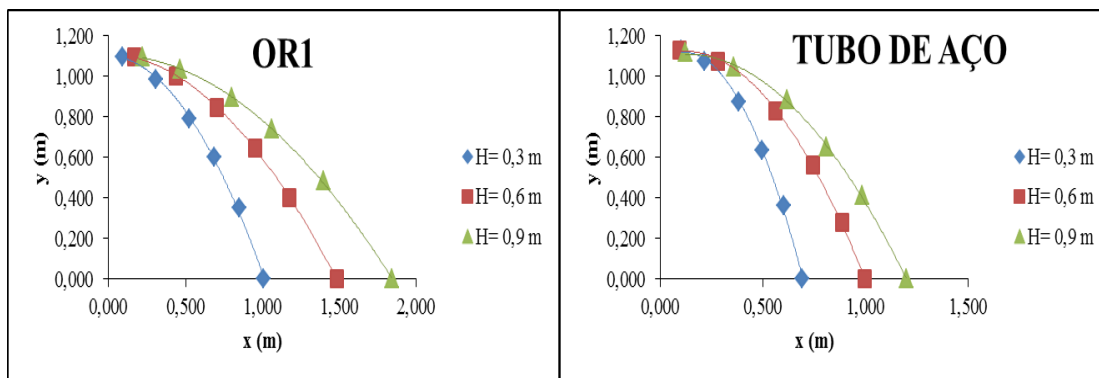 OR1
1,200
1,000
0,800
0,600
0,400
0,200
0,000
y (m)
0,000 0,500 1,000 1,500 2,000
x (m)
H= 0,3 m
H= 0,6 m
H= 0,9 m
TUBO DE AÇO
1,200
1,000
0,800
0,600
0,400
0,200
0,000
y (m)
0,000 0,500 1,000 1,500
x (m)
H= 0,3 m
H= 0,6 m
H= 0,9 m